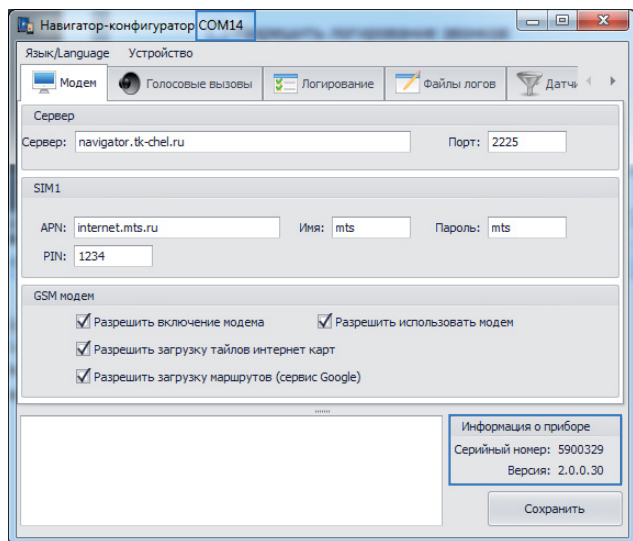 Навигатор-конфигуратор COM14
Язык/Language Устройство
Модем Голосовые вызовы Логирование Файлы логов
Сервер
Сервер: navigator.tk-chel.ru Порт: 2225
SIM1
APN: internet.mts.ru Имя: mts Пароль: mts
PIN: 1234
GSM модем
Разрешить включение модема Разрешить использовать модем
Разрешить загрузку тайлов интернет карт
Разрешить загрузку маршрутов (сервис Google)
Информация о приборе
Серийный номер: 5900329
Версия: 2.0.0.30
Сохранить